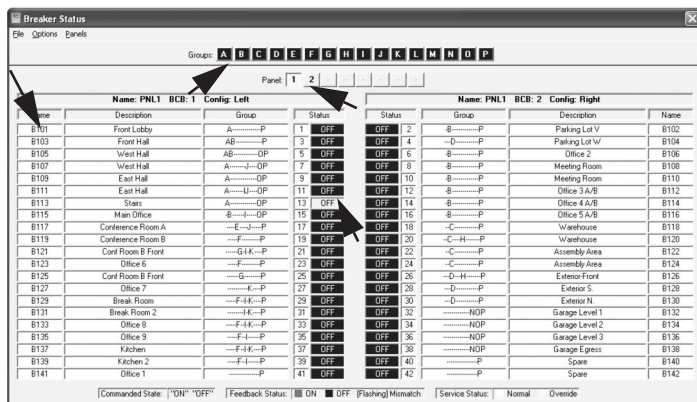 Breaker Status
File Options Panels
Groups: A B C D E F G H I J K L M N O P
Panel: 1 2
Name: PNL1 BCB: 1 Config: Left Name: PNL1 BCB: 2 Config: Right
Name Description Group Status Status Group Description Name
B101 Front Lobby A--------------P 1 OFF OFF 2 -B-------------P Parking Lot V B102
B103 Front Hall AB-------------P 3 OFF OFF 4 ---D-----------P Parking Lot W B104
B105 West Hall AB------------OP 5 OFF OFF 6 -B-------------P Office 2 B106
B107 West Hall A--------J----OP 7 OFF OFF 8 -B-------------P Meeting Room B108
B109 East Hall A-------------OP 9 OFF OFF 10 -B-------------P Meeting Room B110
B111 East Hall A-------IJ----OP 11 OFF OFF 12 -B-------------P Office 3 A/B B112
B113 Stairs A-------------OP 13 OFF OFF 14 -B-------------P Office 4 A/B B114
B115 Main Office -B------I-----OP 15 OFF OFF 16 -B-------------P Office 5 A/B B116
B117 Conference Room A ----E----J-----P 17 OFF OFF 18 --C------------P Warehouse B118
B119 Conference Room B -----F---------P 19 OFF OFF 20 --C----H-------P Warehouse B120
B121 Conf Room B Front ------G-I-K----P 21 OFF OFF 22 --C------------P Assembly Area B122
B123 Office 6 -----F---------P 23 OFF OFF 24 --C------------P Assembly Area B124
B125 Conf Room B Front ------G--------P 25 OFF OFF 26 ---D---H-------P Exterior-Front B126
B127 Office 7 ----------K----P 27 OFF OFF 28 ---D-----------P Exterior S. B128
B129 Break Room -----F--I-K----P 29 OFF OFF 30 ---D-----------P Exterior N. B130
B131 Break Room 2 --------I-K----P 31 OFF OFF 32 -------------NOP Garage Level 1 B132
B133 Office 8 -----F--I-K----P 33 OFF OFF 34 -------------NOP Garage Level 2 B134
B135 Office 9 -----F--I------P 35 OFF OFF 36 -------------NOP Garage Level 3 B136
B137 Kitchen -----F--I-K----P 37 OFF OFF 38 -------------NOP Garage Egress B138
B139 Kitchen 2 -----F--I------P 39 OFF OFF 40 ---------------P Spare B140
B141 Office 1 ---------------P 41 OFF OFF 42 ---------------P Spare B142
Commanded State: "ON" "OFF" Feedback Status: ON OFF [Flashing] Mismatch Service Status: Normal Override